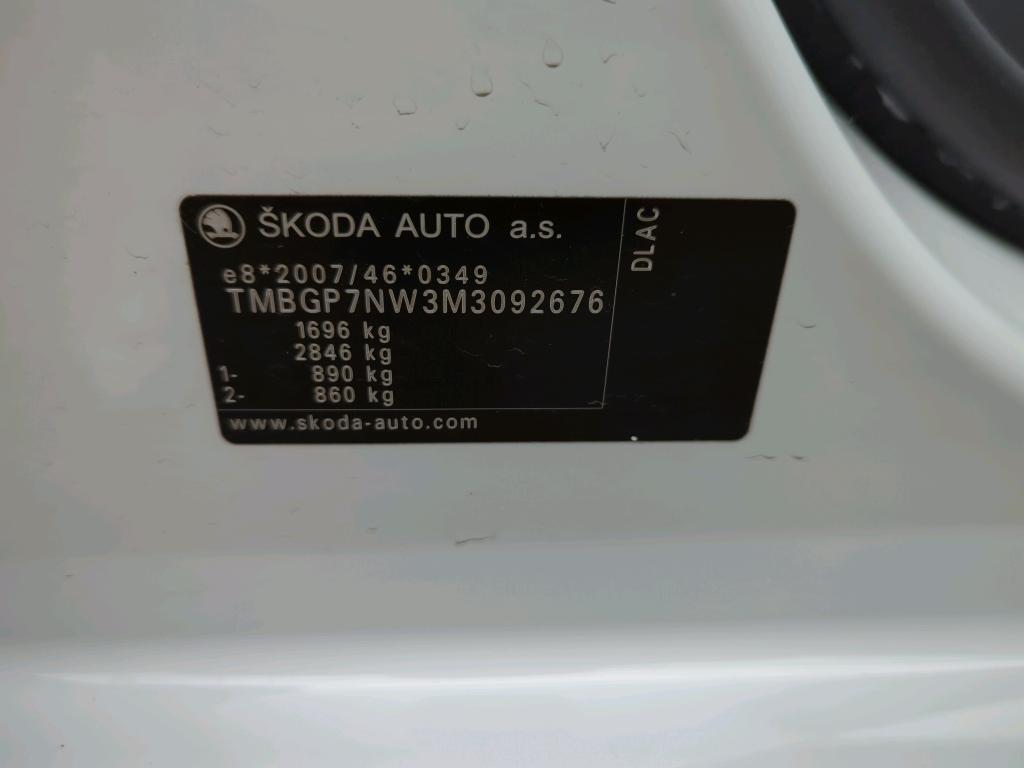 ŠKODA AUTO a.s.
e8*2007/46*0349
TMBGP7NW3M3092676
1696 kg
2846 kg
1- 890 kg
2- 860 kg
www.skoda-auto.com
DLAC